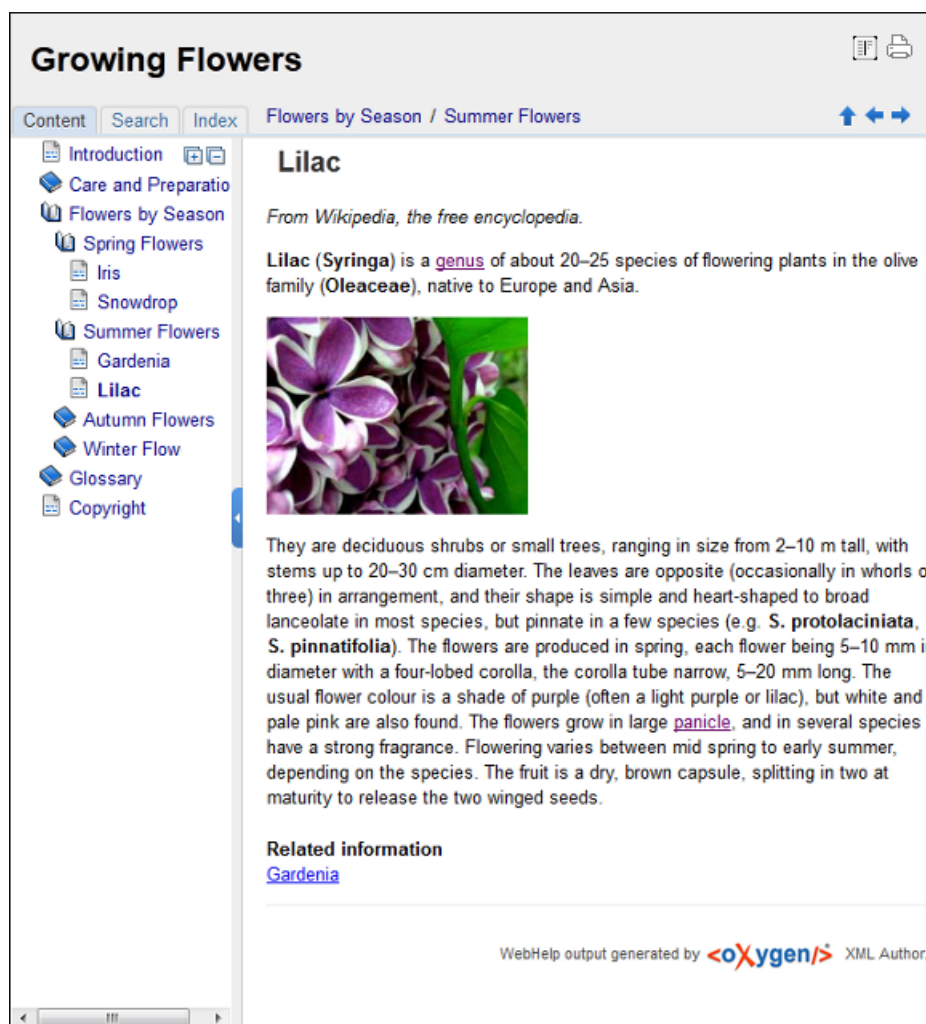 Growing Flowers
Content Search Index
Flowers by Season / Summer Flowers
Introduction
Care and Preparatio
Flowers by Season
Spring Flowers
Iris
Snowdrop
Summer Flowers
Gardenia
Lilac
Autumn Flowers
Winter Flow
Glossary
Copyright
Lilac
From Wikipedia, the free encyclopedia.
Lilac (Syringa) is a genus of about 20–25 species of flowering plants in the olive
family (Oleaceae), native to Europe and Asia.
They are deciduous shrubs or small trees, ranging in size from 2–10 m tall, with
stems up to 20–30 cm diameter. The leaves are opposite (occasionally in whorls o
three) in arrangement, and their shape is simple and heart-shaped to broad
lanceolate in most species, but pinnate in a few species (e.g. S. protolaciniata,
S. pinnatifolia). The flowers are produced in spring, each flower being 5–10 mm i
diameter with a four-lobed corolla, the corolla tube narrow, 5–20 mm long. The
usual flower colour is a shade of purple (often a light purple or lilac), but white and
pale pink are also found. The flowers grow in large panicle, and in several species
have a strong fragrance. Flowering varies between mid spring to early summer,
depending on the species. The fruit is a dry, brown capsule, splitting in two at
maturity to release the two winged seeds.
Related information
Gardenia
WebHelp output generated by <oXygen/> XML Author.